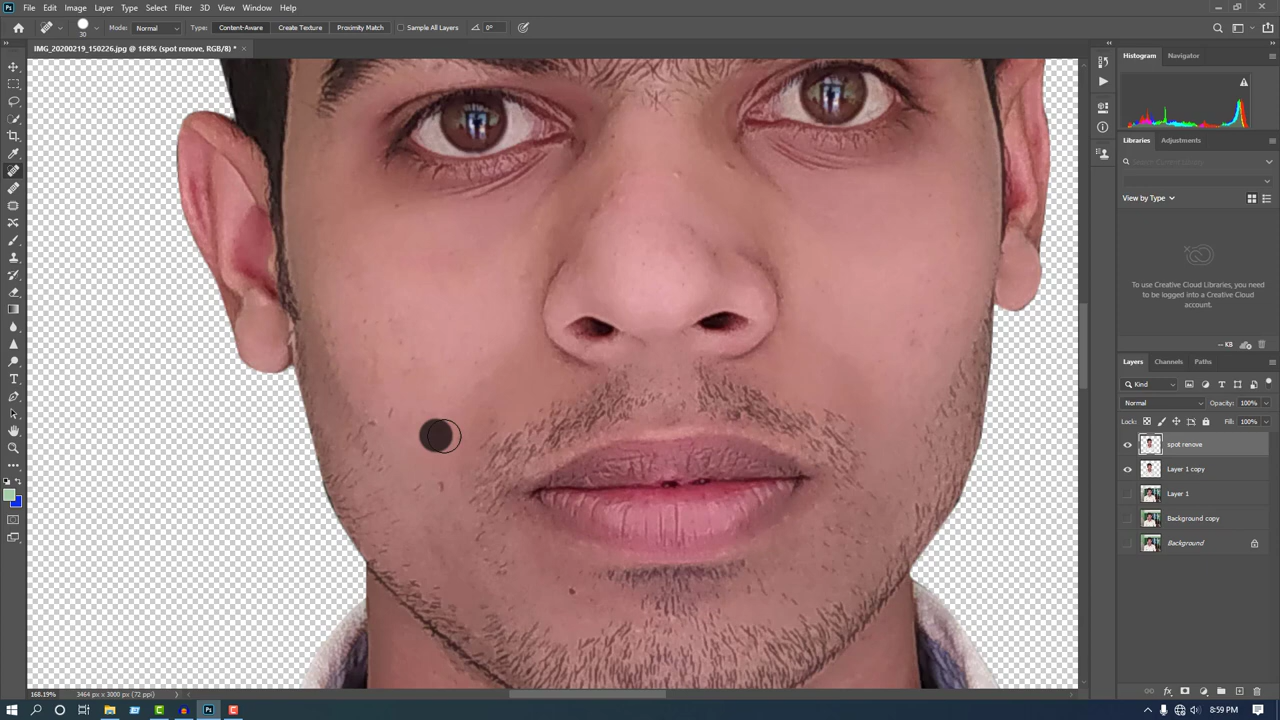 Ps File Edit Image Layer Type Select Filter 3D View Window Help
30 Mode: Normal Type: Content-Aware Create Texture Proximity Match Sample All Layers 0°
IMG_20200219_150226.jpg @ 168% (spot renove, RGB/8) * ×
Histogram Navigator
Libraries Adjustments
View by Type
To use Creative Cloud Libraries, you need
to be logged into a Creative Cloud
account.
-- KB
Layers Channels Paths
Kind
Normal Opacity: 100%
Lock: Fill: 100%
spot renove
Layer 1 copy
Layer 1
Background copy
Background
168.19% 3464 px x 3000 px (72 ppi)
8:59 PM